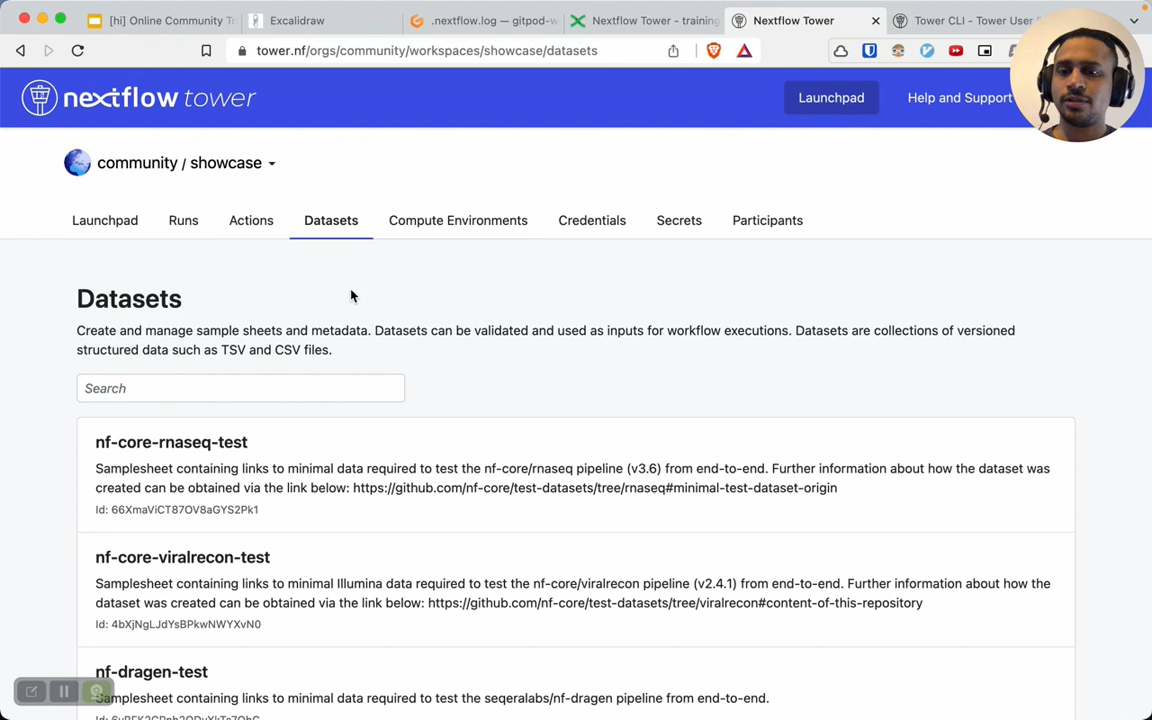 [hi] Online Community Tr
Excalidraw
.nextflow.log — gitpod-w
Nextflow Tower - training
Nextflow Tower
Tower CLI - Tower User
tower.nf/orgs/community/workspaces/showcase/datasets
nextflow tower
Launchpad
Help and Support
community / showcase
Launchpad
Runs
Actions
Datasets
Compute Environments
Credentials
Secrets
Participants
Datasets
Create and manage sample sheets and metadata. Datasets can be validated and used as inputs for workflow executions. Datasets are collections of versioned
structured data such as TSV and CSV files.
Search
nf-core-rnaseq-test
Samplesheet containing links to minimal data required to test the nf-core/rnaseq pipeline (v3.6) from end-to-end. Further information about how the dataset was
created can be obtained via the link below: https://github.com/nf-core/test-datasets/tree/rnaseq#minimal-test-dataset-origin
Id: 66XmaViCT87OV8aGYS2Pk1
nf-core-viralrecon-test
Samplesheet containing links to minimal Illumina data required to test the nf-core/viralrecon pipeline (v2.4.1) from end-to-end. Further information about how the
dataset was created can be obtained via the link below: https://github.com/nf-core/test-datasets/tree/viralrecon#content-of-this-repository
Id: 4bXjNgLJdYsBPkwNWYXvN0
nf-dragen-test
Samplesheet containing links to minimal data required to test the seqeralabs/nf-dragen pipeline from end-to-end.